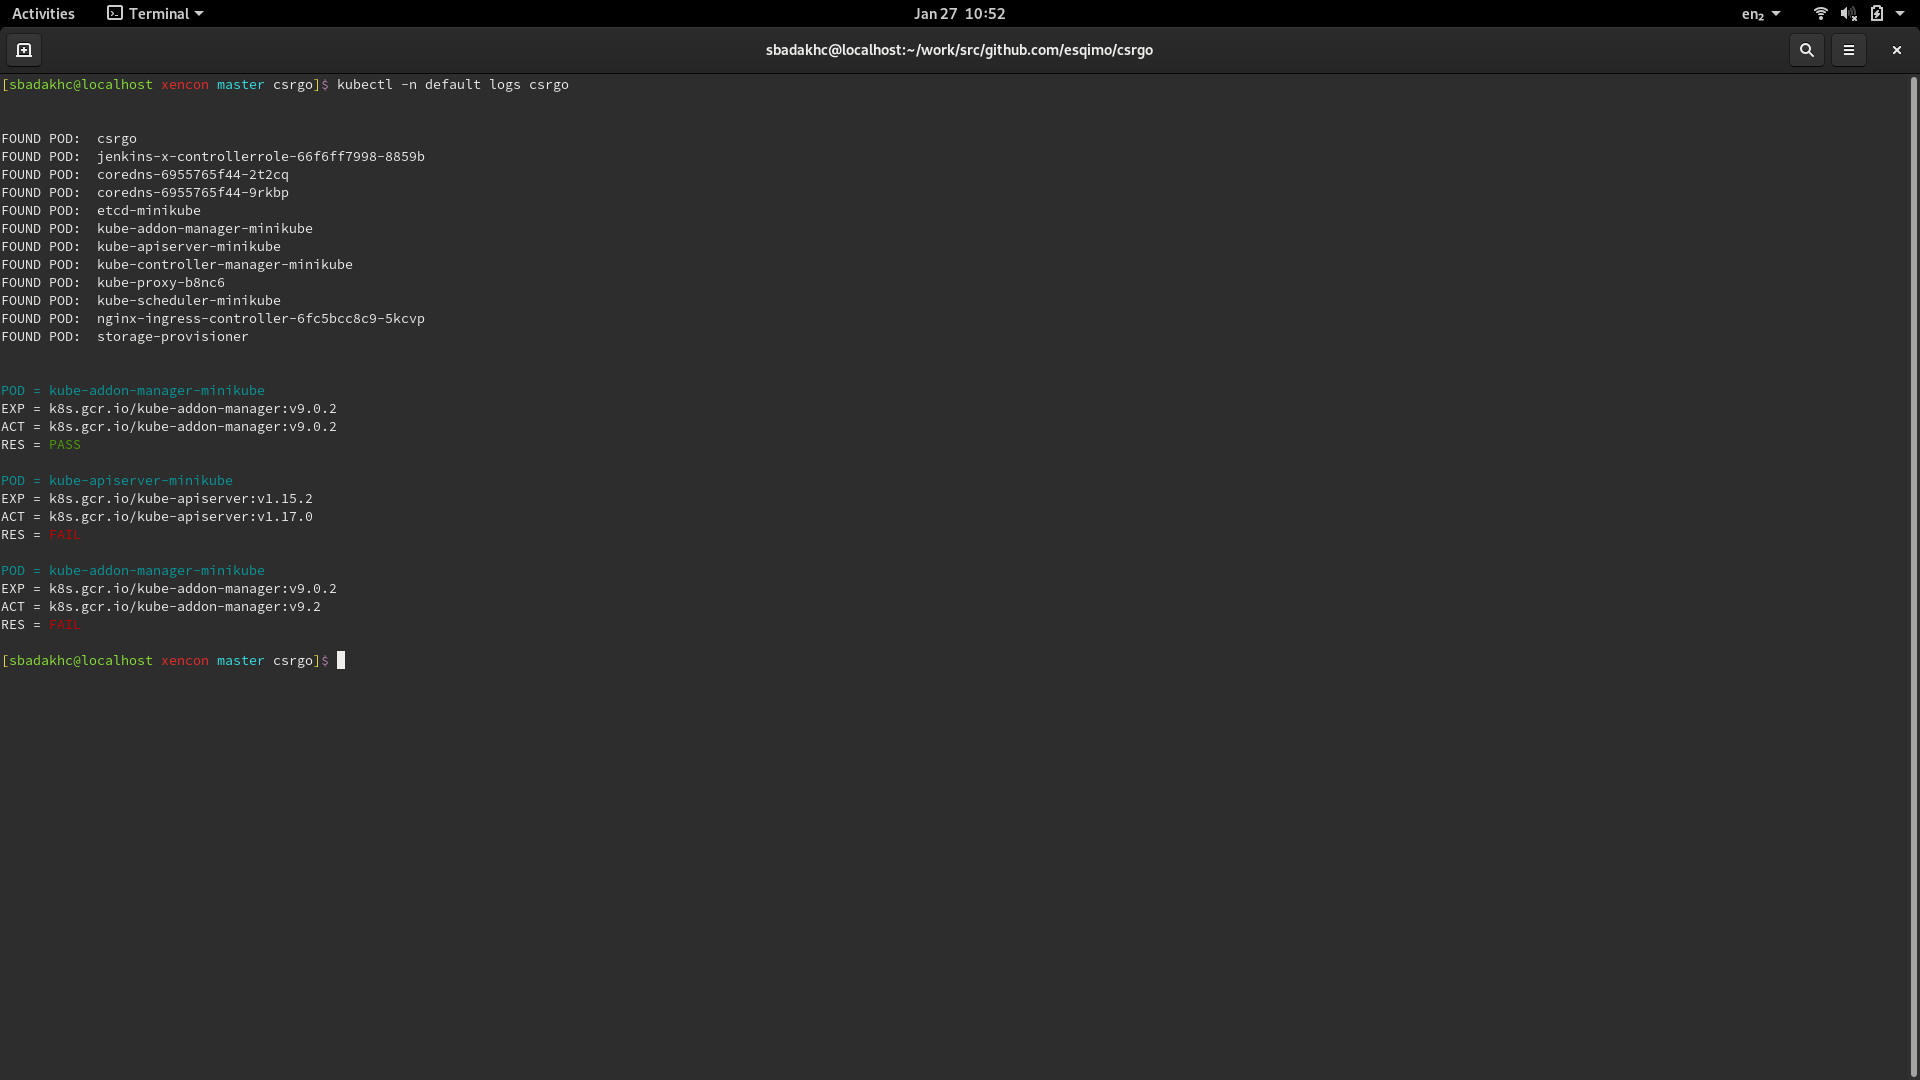 Activities Terminal Jan 27 10:52 en₂
sbadakhc@localhost:~/work/src/github.com/esqimo/csrgo
[sbadakhc@localhost xencon master csrgo]$ kubectl -n default logs csrgo
FOUND POD:  csrgo
FOUND POD:  jenkins-x-controllerrole-66f6ff7998-8859b
FOUND POD:  coredns-6955765f44-2t2cq
FOUND POD:  coredns-6955765f44-9rkbp
FOUND POD:  etcd-minikube
FOUND POD:  kube-addon-manager-minikube
FOUND POD:  kube-apiserver-minikube
FOUND POD:  kube-controller-manager-minikube
FOUND POD:  kube-proxy-b8nc6
FOUND POD:  kube-scheduler-minikube
FOUND POD:  nginx-ingress-controller-6fc5bcc8c9-5kcvp
FOUND POD:  storage-provisioner
POD = kube-addon-manager-minikube
EXP = k8s.gcr.io/kube-addon-manager:v9.0.2
ACT = k8s.gcr.io/kube-addon-manager:v9.0.2
RES = PASS
POD = kube-apiserver-minikube
EXP = k8s.gcr.io/kube-apiserver:v1.15.2
ACT = k8s.gcr.io/kube-apiserver:v1.17.0
RES = FAIL
POD = kube-addon-manager-minikube
EXP = k8s.gcr.io/kube-addon-manager:v9.0.2
ACT = k8s.gcr.io/kube-addon-manager:v9.2
RES = FAIL
[sbadakhc@localhost xencon master csrgo]$